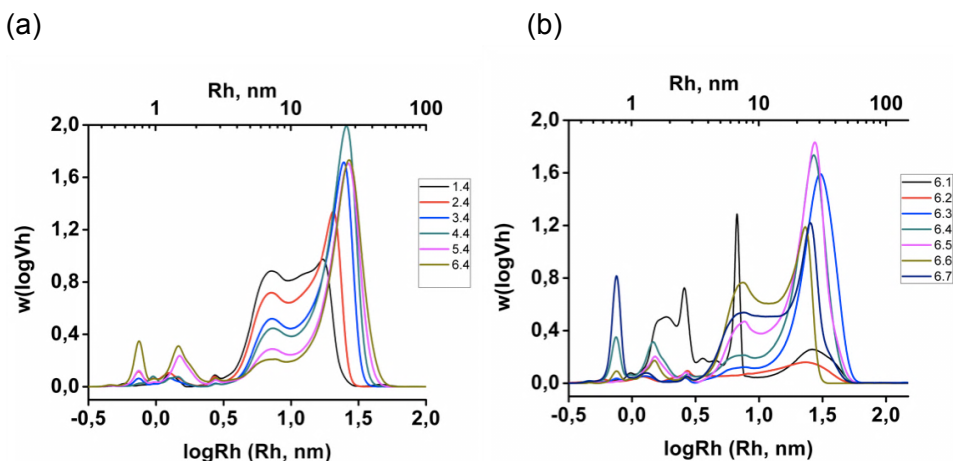 (a)
(b)
Rh, nm
1 10 100
2,0
1,6
1,2
0,8
0,4
0,0
w(logVh)
-0,5 0,0 0,5 1,0 1,5 2,0
logRh (Rh, nm)
1.4
2.4
3.4
4.4
5.4
6.4
Rh, nm
1 10 100
2,0
1,6
1,2
0,8
0,4
0,0
w(logVh)
-0,5 0,0 0,5 1,0 1,5 2,0
logRh (Rh, nm)
6.1
6.2
6.3
6.4
6.5
6.6
6.7